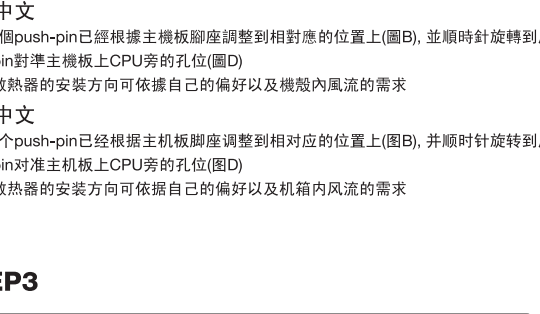 中文
個push-pin已經根據主機板腳座調整到相對應的位置上(圖B), 並順時針旋轉到
in對準主機板上CPU旁的孔位(圖D)
散熱器的安裝方向可依據自己的偏好以及機殼內風流的需求
中文
个push-pin已经根据主机板脚座调整到相对应的位置上(图B), 并顺时针旋转到
in对准主机板上CPU旁的孔位(图D)
散热器的安装方向可依据自己的偏好以及机箱内风流的需求
EP3